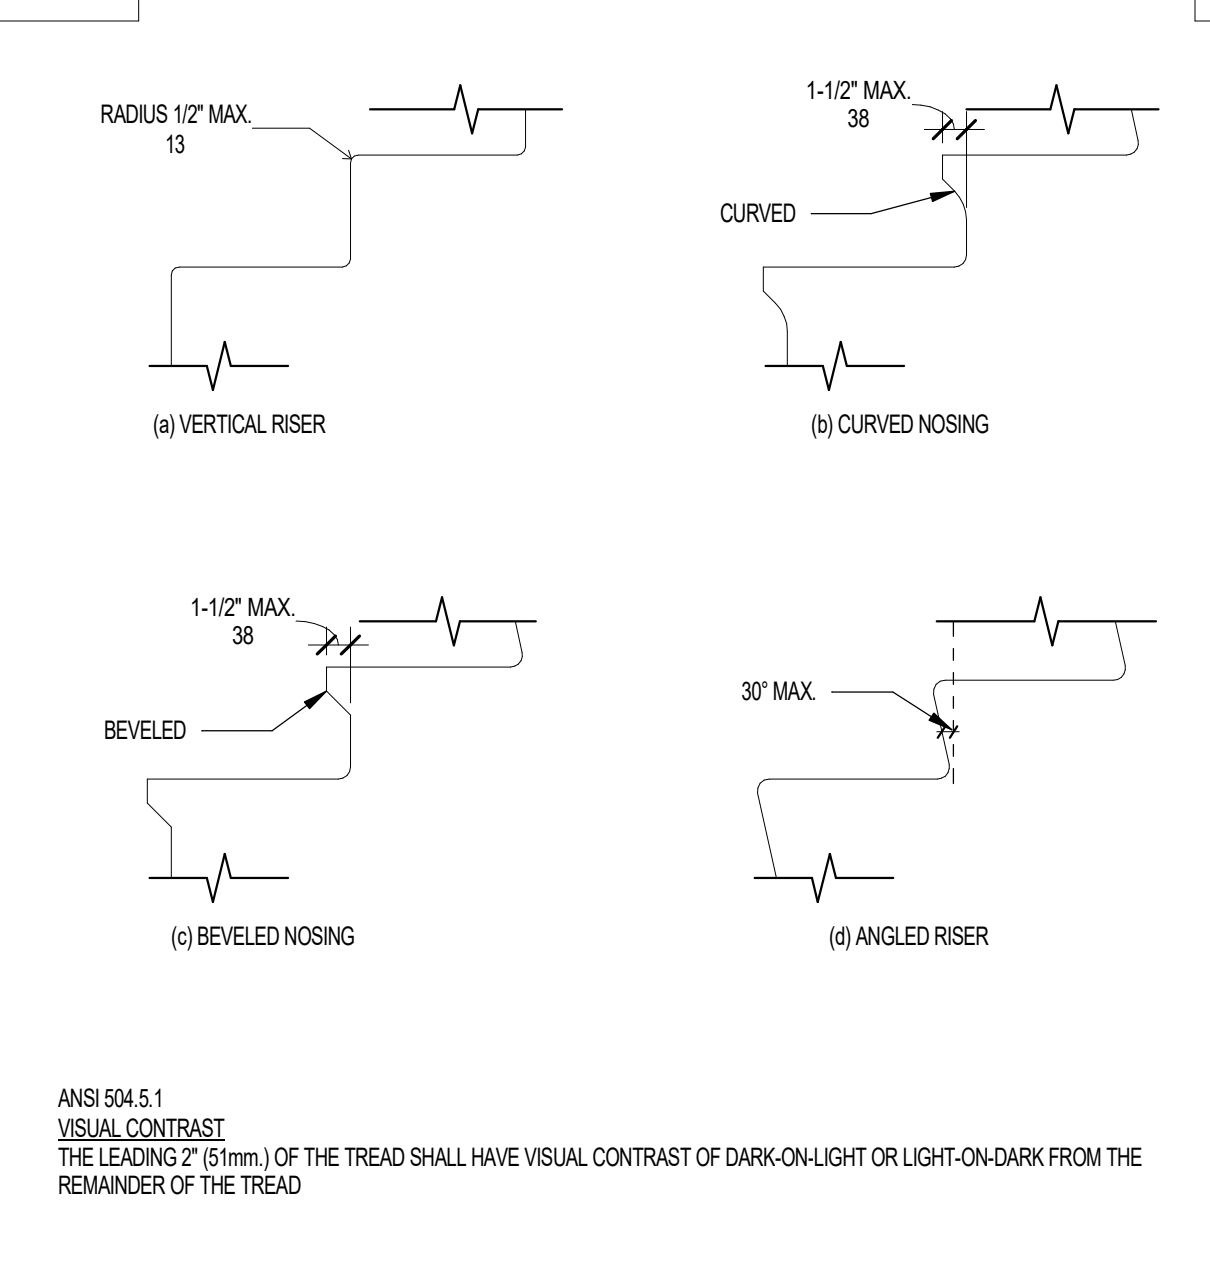 RADIUS 1/2" MAX.
13
(a) VERTICAL RISER
1-1/2" MAX.
38
CURVED
(b) CURVED NOSING
1-1/2" MAX.
38
BEVELED
(c) BEVELED NOSING
30° MAX.
(d) ANGLED RISER
ANSI 504.5.1
VISUAL CONTRAST
THE LEADING 2" (51mm.) OF THE TREAD SHALL HAVE VISUAL CONTRAST OF DARK-ON-LIGHT OR LIGHT-ON-DARK FROM THE
REMAINDER OF THE TREAD